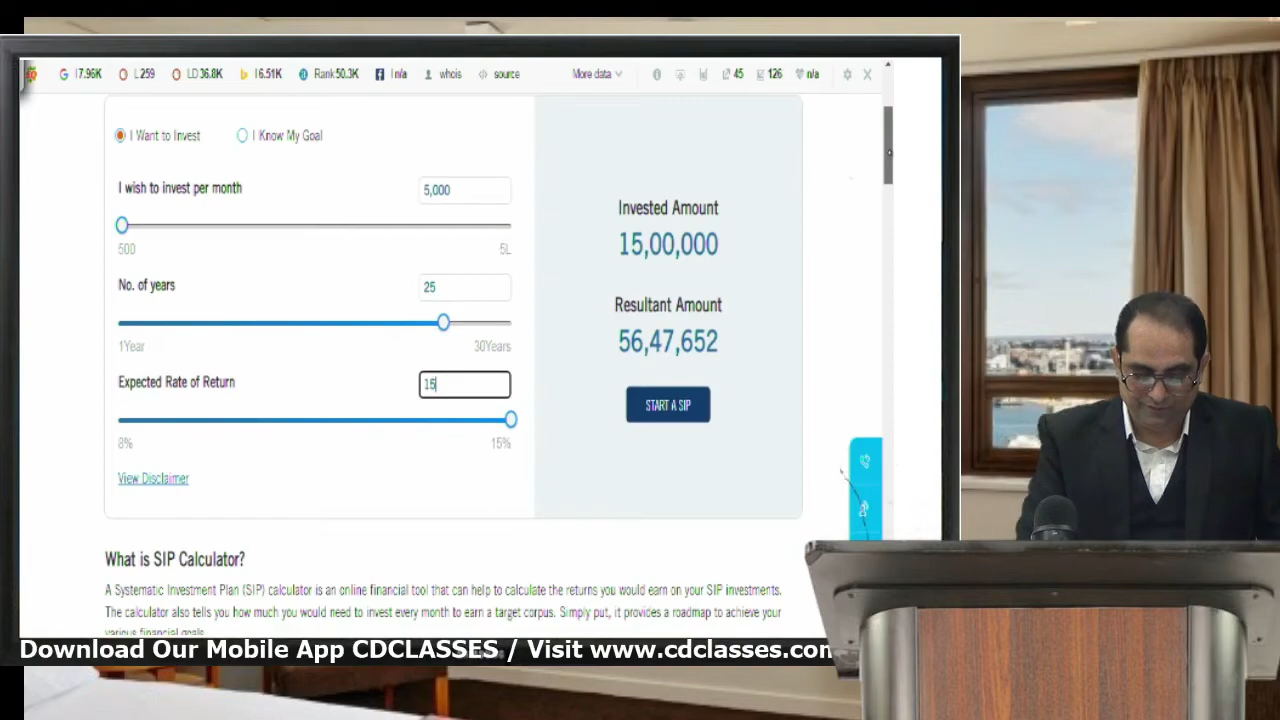 I 7.96K L 259 LD 36.8K I 6.51K Rank 50.3K I n/a whois source More data 45 126 n/a
I Want to Invest I Know My Goal
I wish to invest per month 5,000
500 5L
No. of years 25
1Year 30Years
Expected Rate of Return 15
8% 15%
View Disclaimer
Invested Amount
15,00,000
Resultant Amount
56,47,652
START A SIP
What is SIP Calculator?
A Systematic Investment Plan (SIP) calculator is an online financial tool that can help to calculate the returns you would earn on your SIP investments.
The calculator also tells you how much you would need to invest every month to earn a target corpus. Simply put, it provides a roadmap to achieve your
various financial goals.
Download Our Mobile App CDCLASSES / Visit www.cdclasses.com